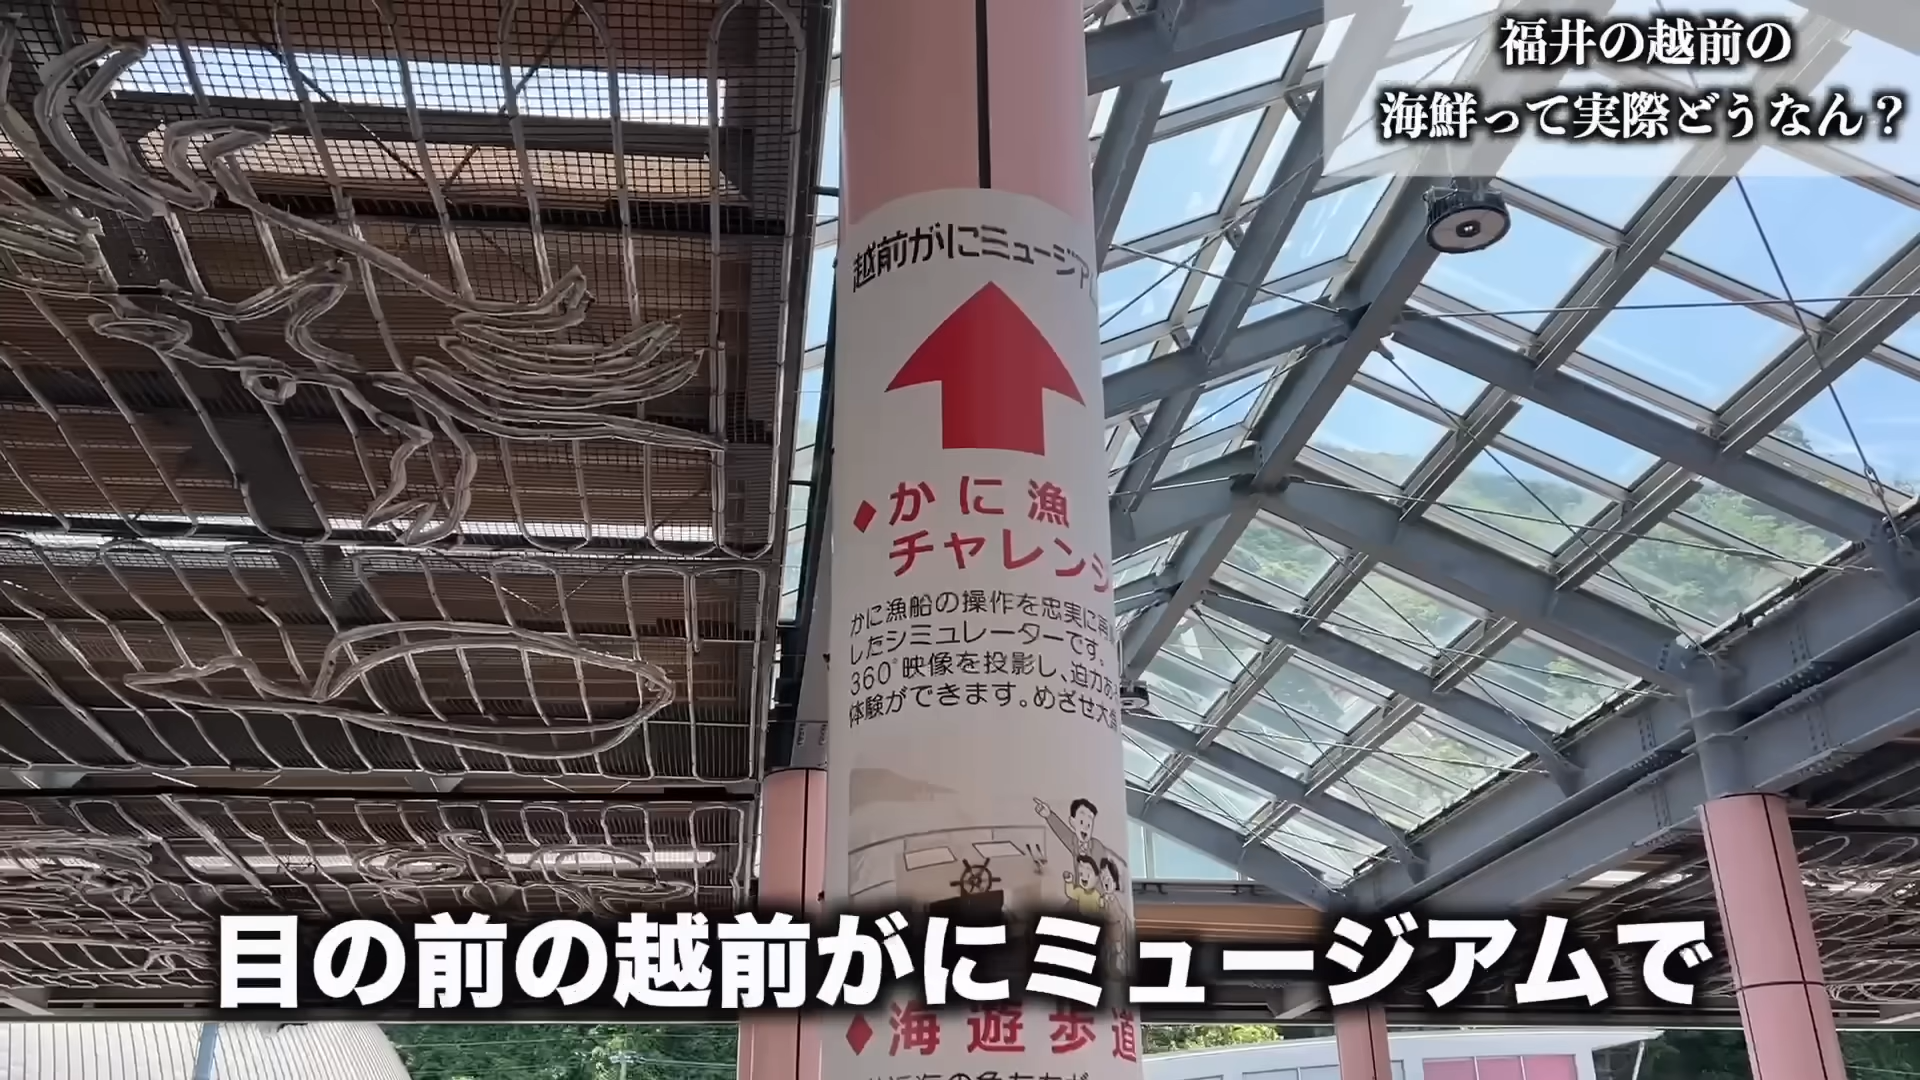 福井の越前の
海鮮って実際どうなん？
越前がにミュージア
◆かに漁
チャレンジ
かに漁船の操作を忠実に再
したシミュレーターです。
360°映像を投影し、迫力あ
体験ができます。めざせ大
目の前の越前がにミュージアムで
◆海遊歩道